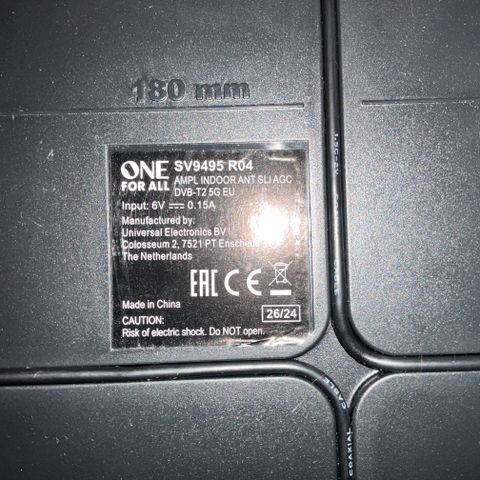 180 mm
ONE
FOR ALL
SV9495 R04
AMPL INDOOR ANT SLI AGC
DVB-T2 5G EU
Input: 6V ⎓ 0.15A
Manufactured by:
Universal Electronics BV
Colosseum 2, 7521 PT Enschede
The Netherlands
EAC CE
Made in China
26/24
CAUTION:
Risk of electric shock. Do NOT open.
COAXIAL